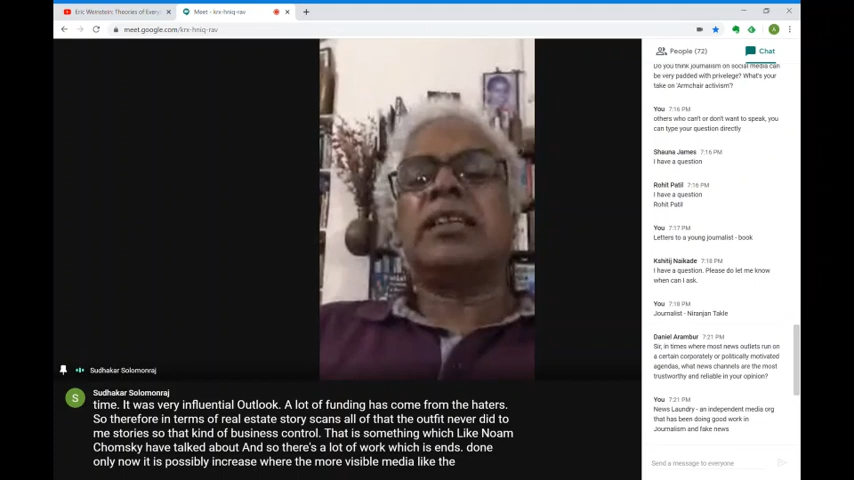 Eric Weinstein: Theories of Every
Meet - krx-hniq-rav
meet.google.com/krx-hniq-rav
People (72)
Chat
Do you think journalism on social media can
be very padded with privelege? What's your
take on 'Armchair activism'?
You 7:16 PM
others who can't or don't want to speak, you
can type your question directly
Shauna James 7:16 PM
I have a question
Rohit Patil 7:16 PM
I have a question
Rohit Patil
You 7:17 PM
Letters to a young journalist - book
Kshitij Naikade 7:18 PM
I have a question. Please do let me know
when can I ask.
You 7:18 PM
Journalist - Niranjan Takle
Daniel Arambur 7:21 PM
Sir, in times where most news outlets run on
a certain corporately or politically motivated
agendas, what news channels are the most
trustworthy and reliable in your opinion?
You 7:21 PM
News Laundry - an independent media org
that has been doing good work in
Journalism and fake news
Send a message to everyone
Sudhakar Solomonraj
S
Sudhakar Solomonraj
time. It was very influential Outlook. A lot of funding has come from the haters.
So therefore in terms of real estate story scans all of that the outfit never did to
me stories so that kind of business control. That is something which Like Noam
Chomsky have talked about And so there's a lot of work which is ends. done
only now it is possibly increase where the more visible media like the